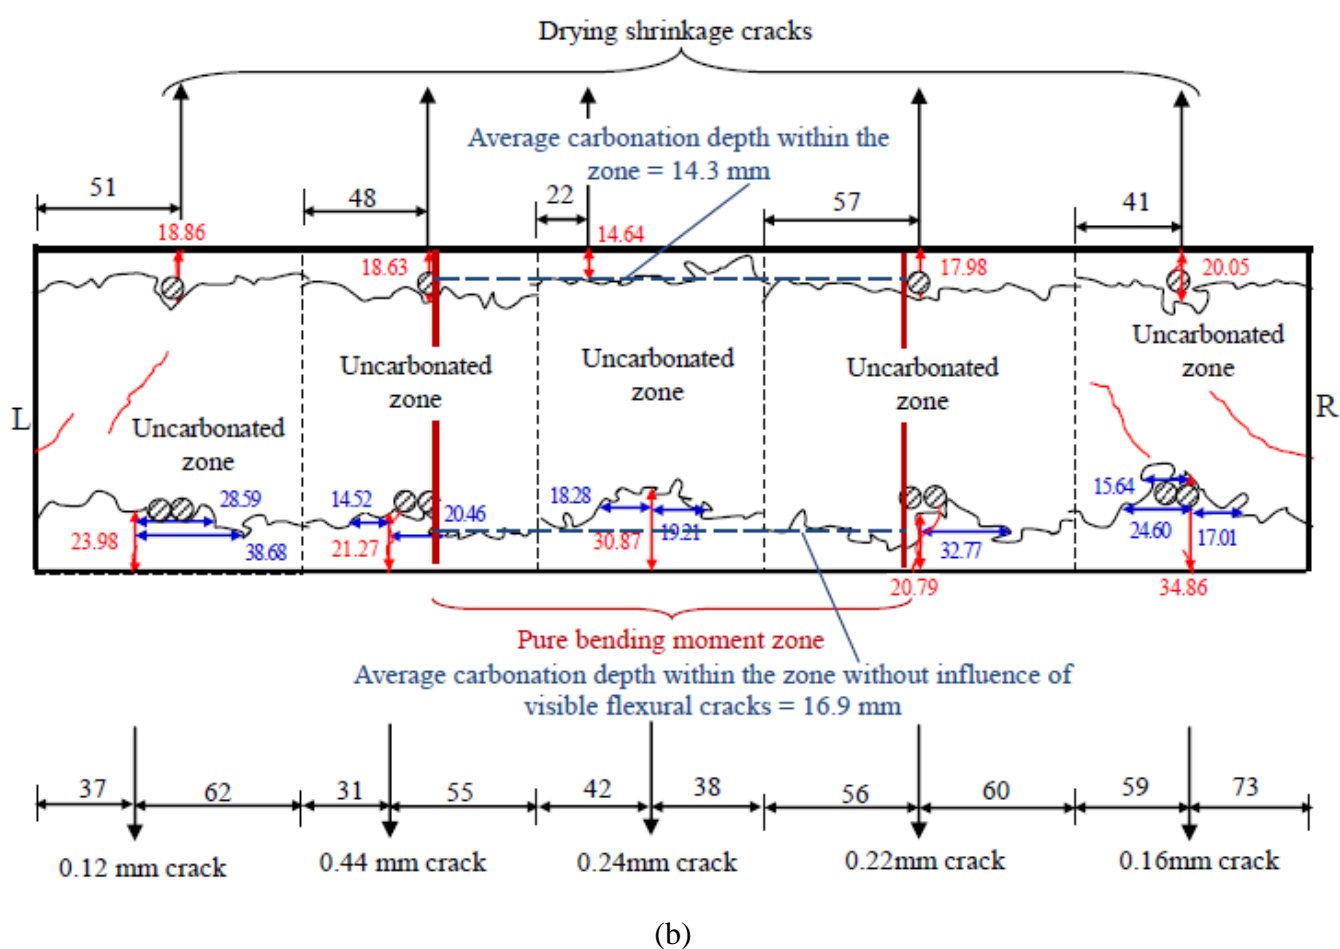 Drying shrinkage cracks
Average carbonation depth within the
zone = 14.3 mm
51
48
22
57
41
18.86
18.63
14.64
17.98
20.05
Uncarbonated
zone
Uncarbonated
zone
Uncarbonated
zone
Uncarbonated
zone
Uncarbonated
zone
L
R
28.59
14.52
18.28
15.64
20.46
23.98
38.68
21.27
30.87
19.21
32.77
24.60
17.01
20.79
34.86
Pure bending moment zone
Average carbonation depth within the zone without influence of
visible flexural cracks = 16.9 mm
37
62
31
55
42
38
56
60
59
73
0.12 mm crack
0.44 mm crack
0.24mm crack
0.22mm crack
0.16mm crack
(b)